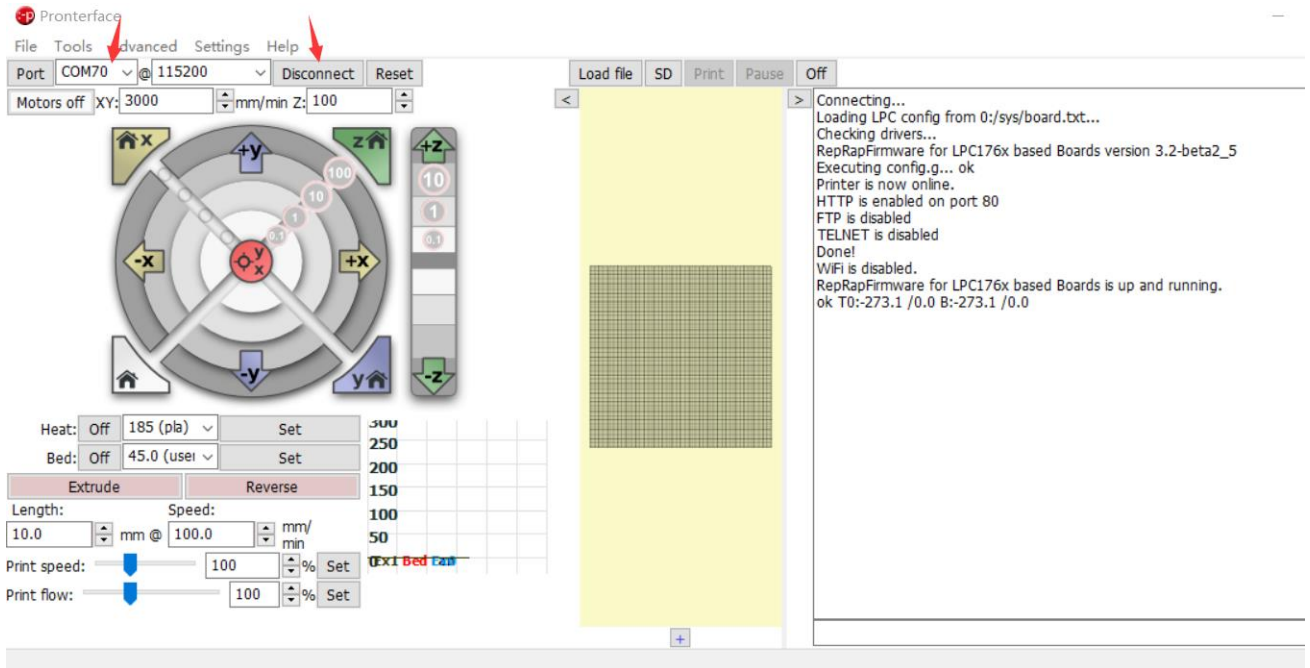 Pronterface
File Tools Advanced Settings Help
Port COM70 @ 115200 Disconnect Reset Load file SD Print Pause Off
Motors off XY: 3000 mm/min Z: 100 < >
x +y z +z
100
10 10
1 1
0.1 0.1
-x y x +x
-y y -z
Heat: Off 185 (pla) Set
Bed: Off 45.0 (user Set
Extrude Reverse
Length: Speed:
10.0 mm @ 100.0 mm/min
Print speed: 100 % Set
Print flow: 100 % Set
300
250
200
150
100
50
0 Ex1 Bed Ex0
+
Connecting...
Loading LPC config from 0:/sys/board.txt...
Checking drivers...
RepRapFirmware for LPC176x based Boards version 3.2-beta2_5
Executing config.g... ok
Printer is now online.
HTTP is enabled on port 80
FTP is disabled
TELNET is disabled
Done!
WiFi is disabled.
RepRapFirmware for LPC176x based Boards is up and running.
ok T0:-273.1 /0.0 B:-273.1 /0.0